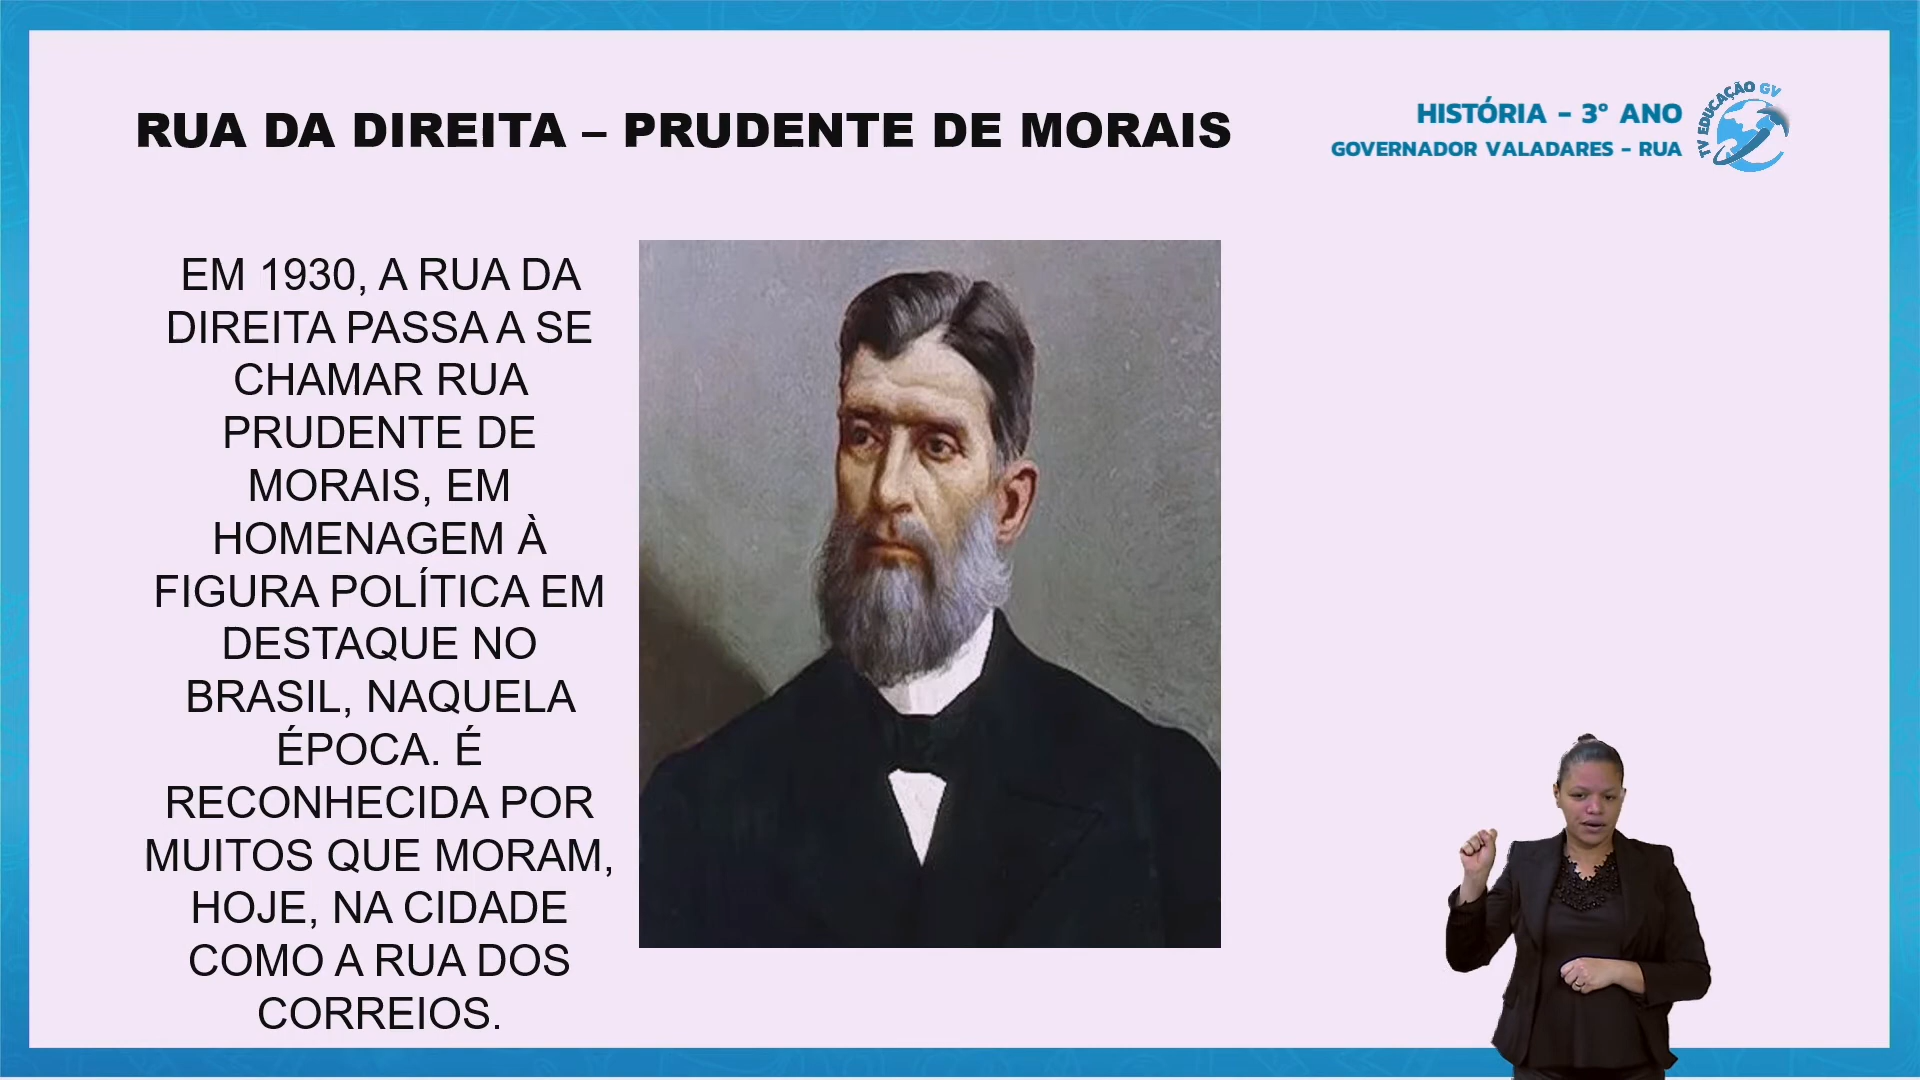 RUA DA DIREITA – PRUDENTE DE MORAIS
HISTÓRIA - 3º ANO
GOVERNADOR VALADARES - RUA
TV EDUCAÇÃO GV
EM 1930, A RUA DA
DIREITA PASSA A SE
CHAMAR RUA
PRUDENTE DE
MORAIS, EM
HOMENAGEM À
FIGURA POLÍTICA EM
DESTAQUE NO
BRASIL, NAQUELA
ÉPOCA. É
RECONHECIDA POR
MUITOS QUE MORAM,
HOJE, NA CIDADE
COMO A RUA DOS
CORREIOS.